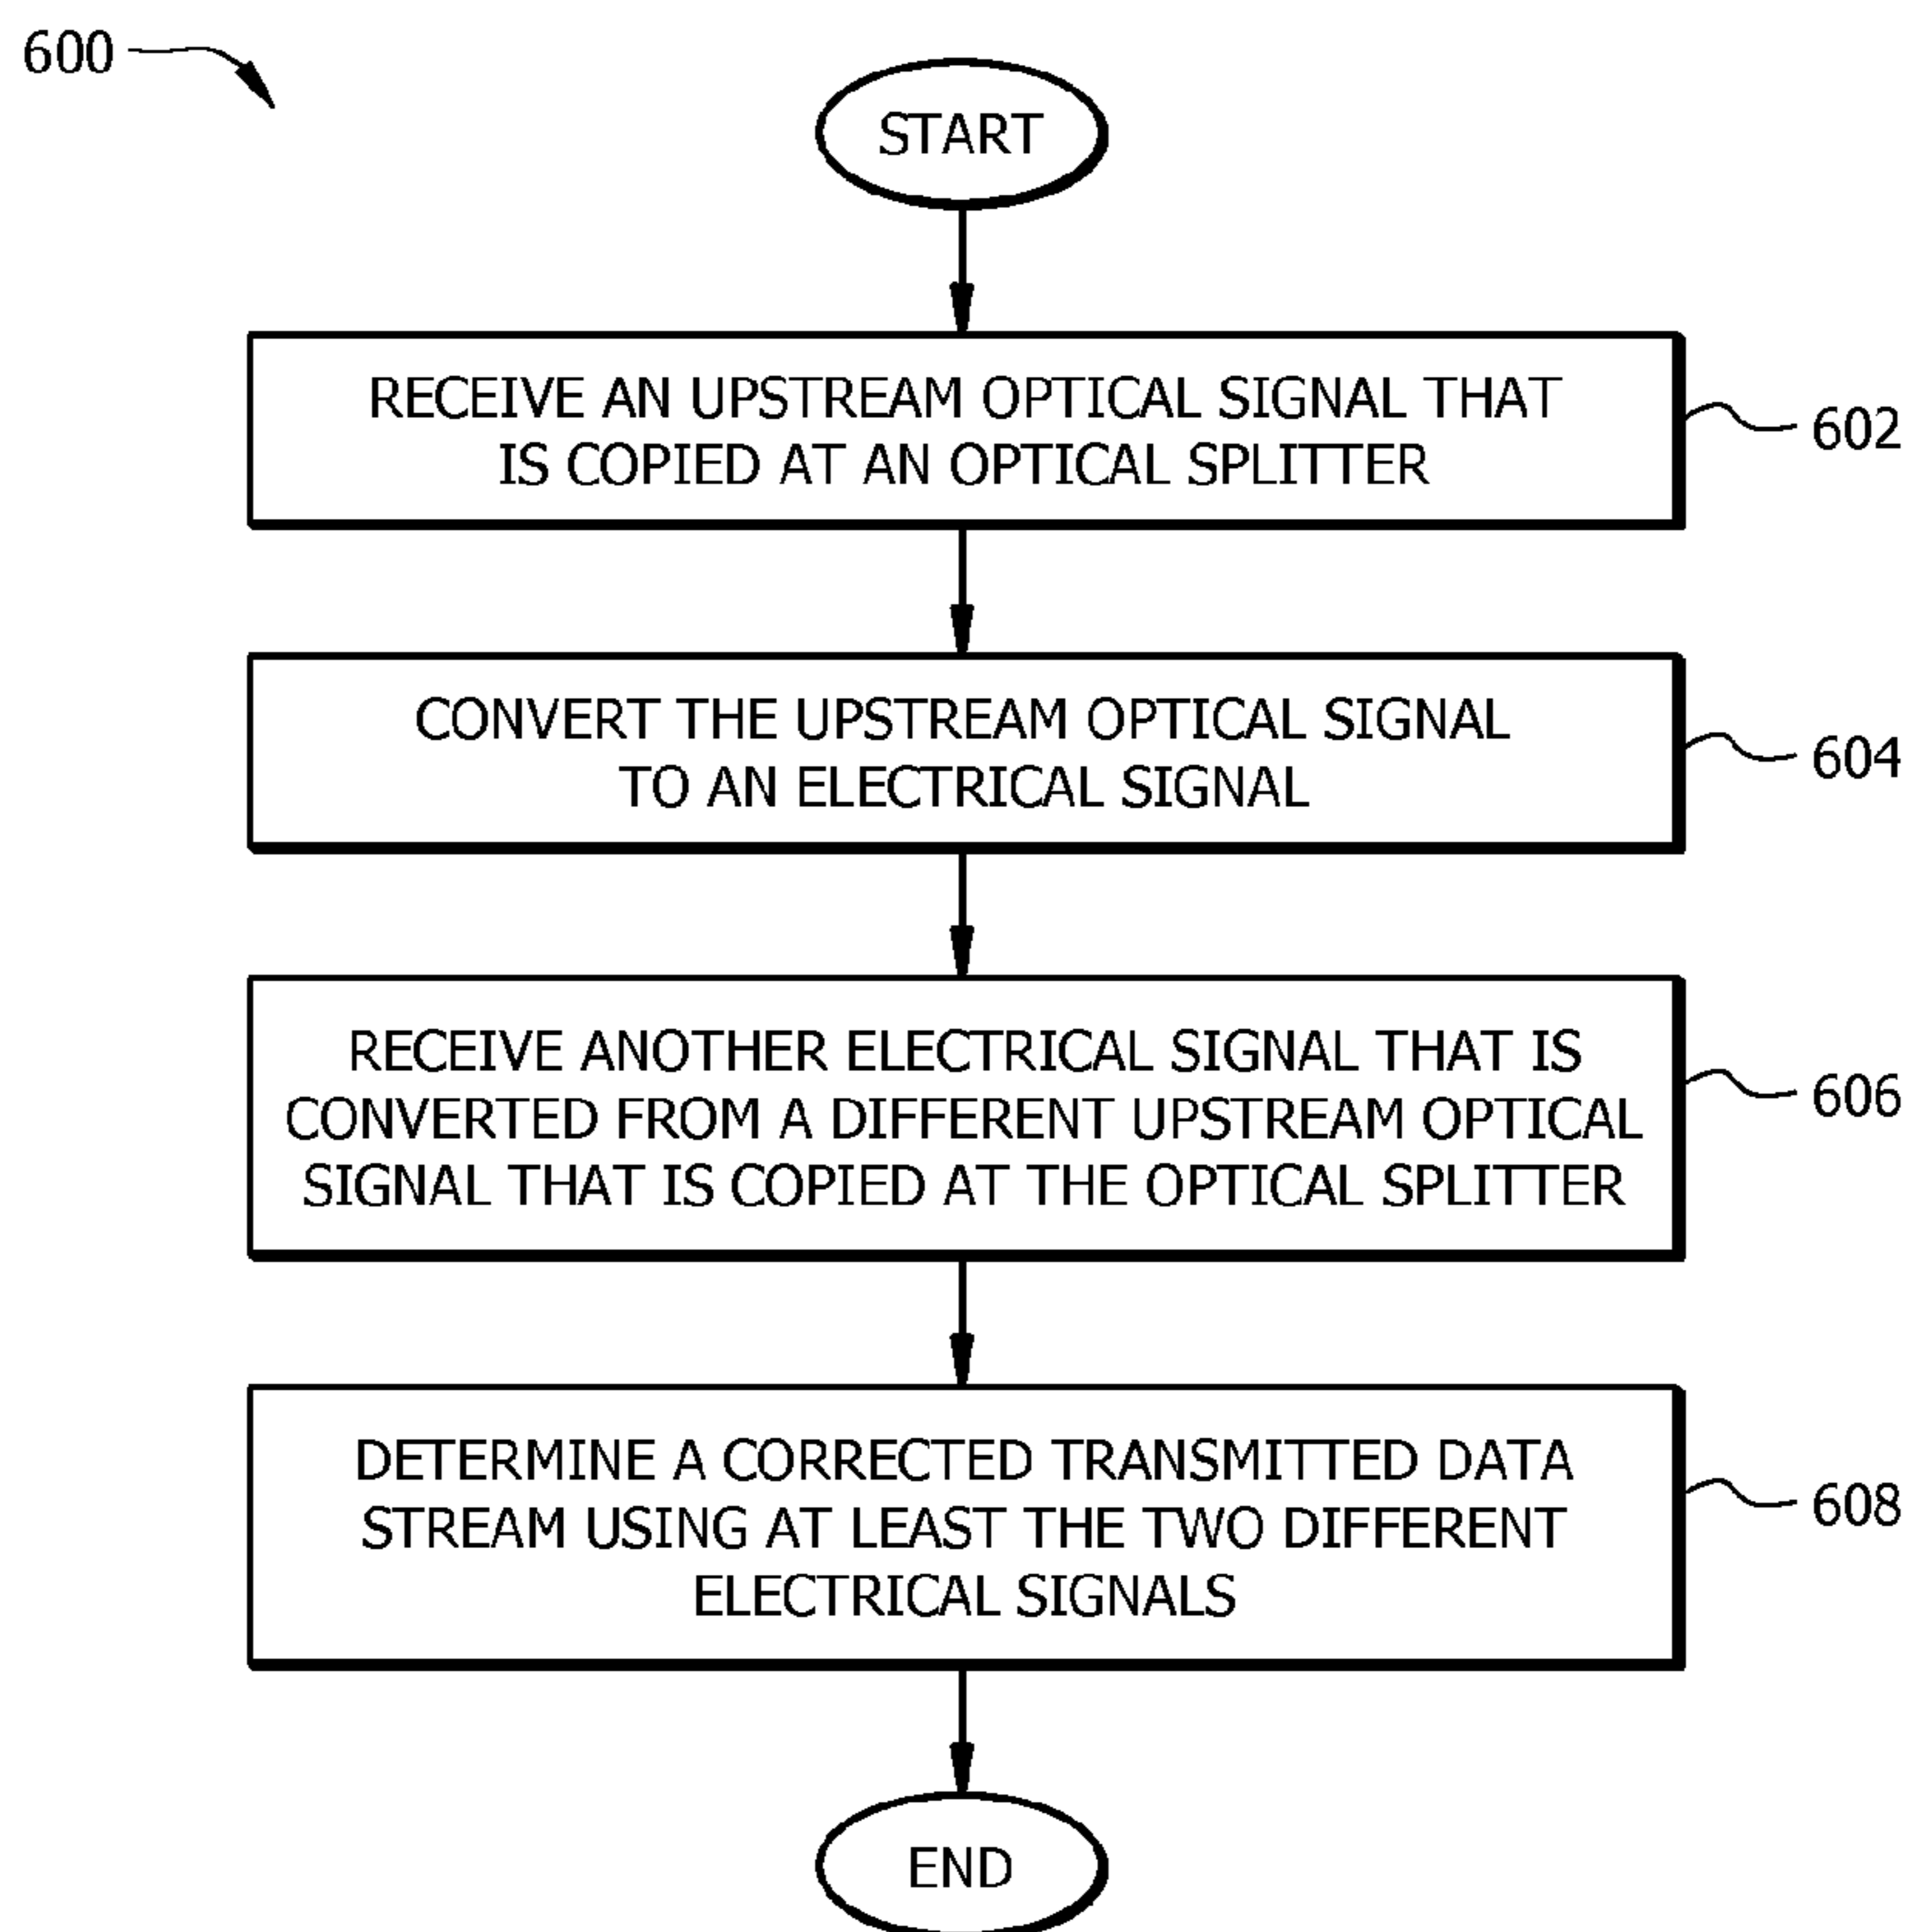 600
START
RECEIVE AN UPSTREAM OPTICAL SIGNAL THAT
IS COPIED AT AN OPTICAL SPLITTER
602
CONVERT THE UPSTREAM OPTICAL SIGNAL
TO AN ELECTRICAL SIGNAL
604
RECEIVE ANOTHER ELECTRICAL SIGNAL THAT IS
CONVERTED FROM A DIFFERENT UPSTREAM OPTICAL
SIGNAL THAT IS COPIED AT THE OPTICAL SPLITTER
606
DETERMINE A CORRECTED TRANSMITTED DATA
STREAM USING AT LEAST THE TWO DIFFERENT
ELECTRICAL SIGNALS
608
END